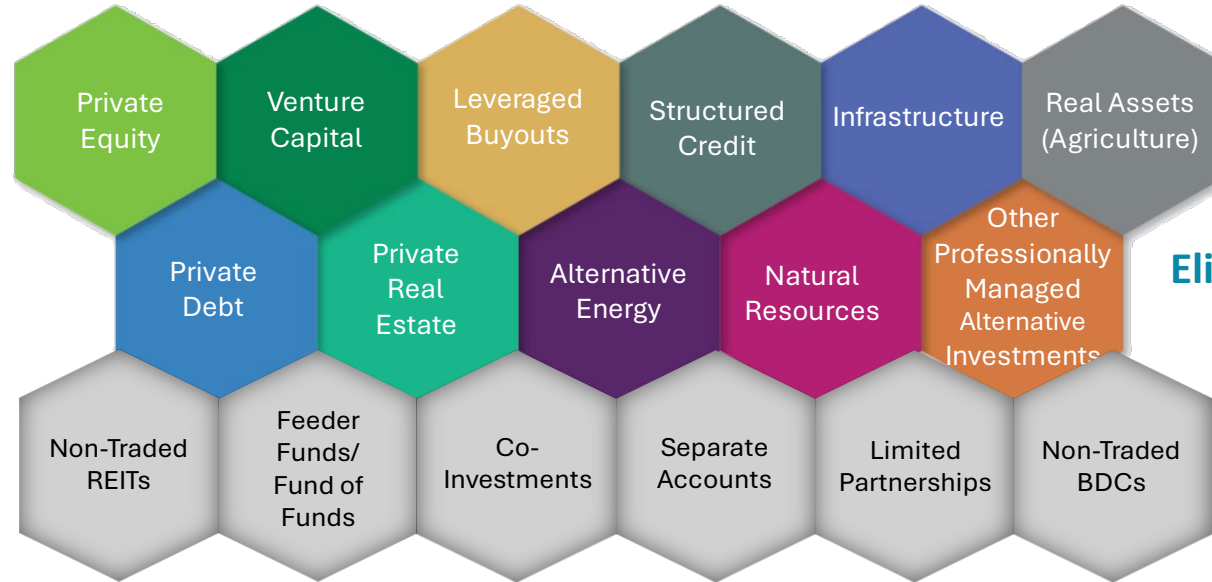 Private
Equity
Venture
Capital
Leveraged
Buyouts
Structured
Credit
Infrastructure
Real Assets
(Agriculture)
Private
Debt
Private
Real
Estate
Alternative
Energy
Natural
Resources
Other
Professionally
Managed
Alternative
Investments
Eli
Non-Traded
REITs
Feeder
Funds/
Fund of
Funds
Co-
Investments
Separate
Accounts
Limited
Partnerships
Non-Traded
BDCs